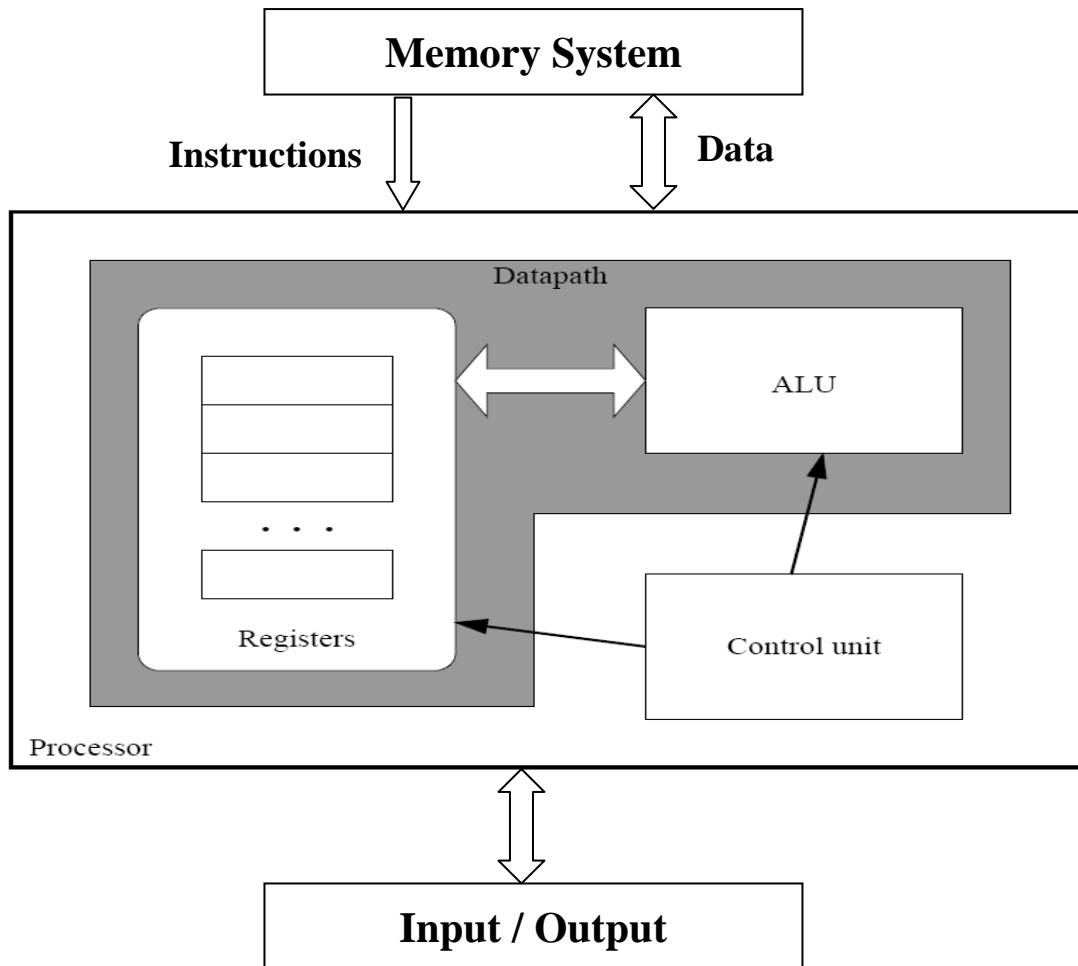 Memory System
Instructions
Data
Datapath
ALU
. . .
Registers
Control unit
Processor
Input / Output